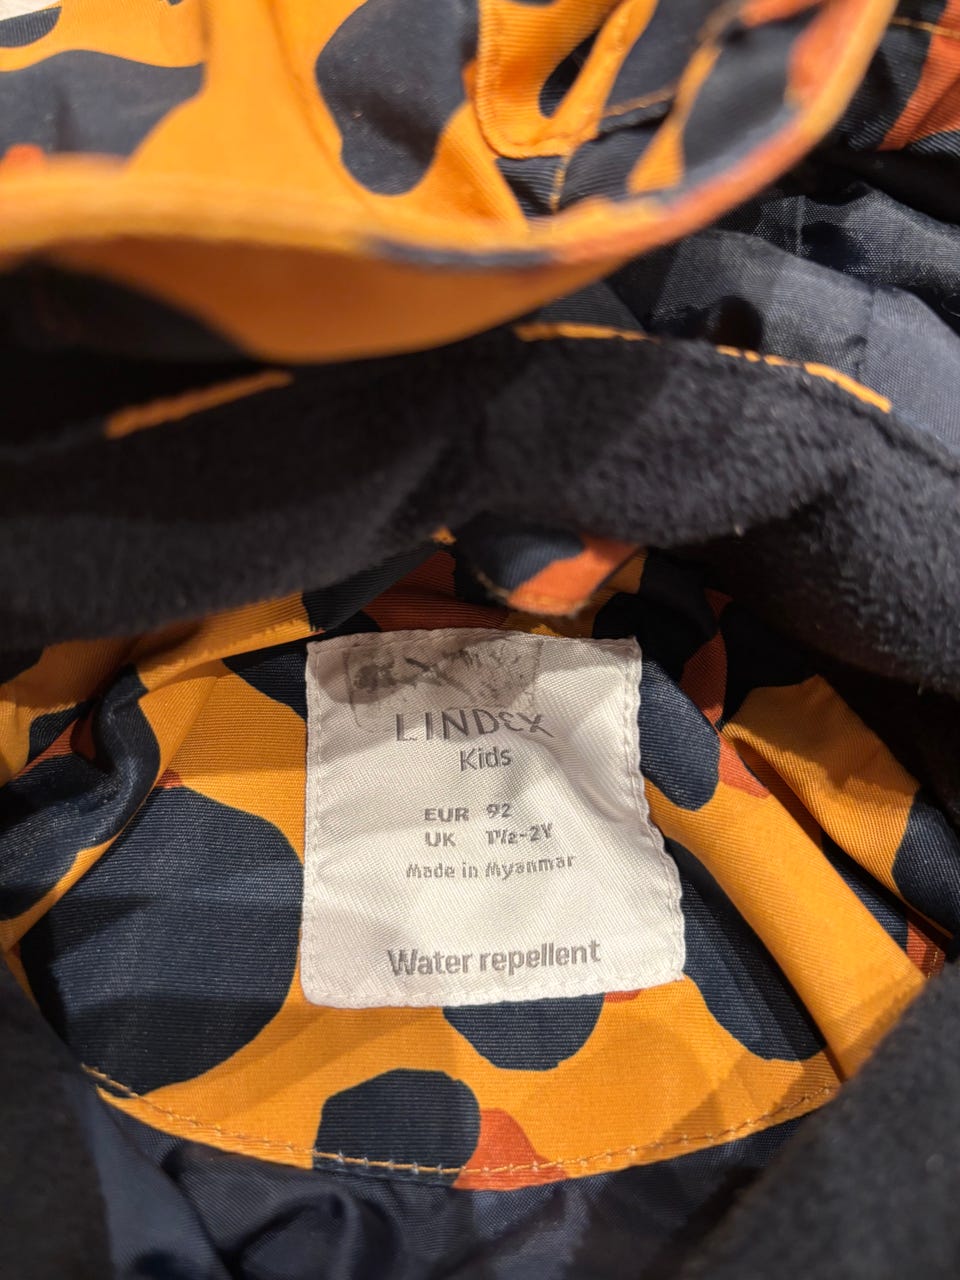 LINDEX
Kids
EUR 92
UK 1½-2Y
Made in Myanmar
Water repellent